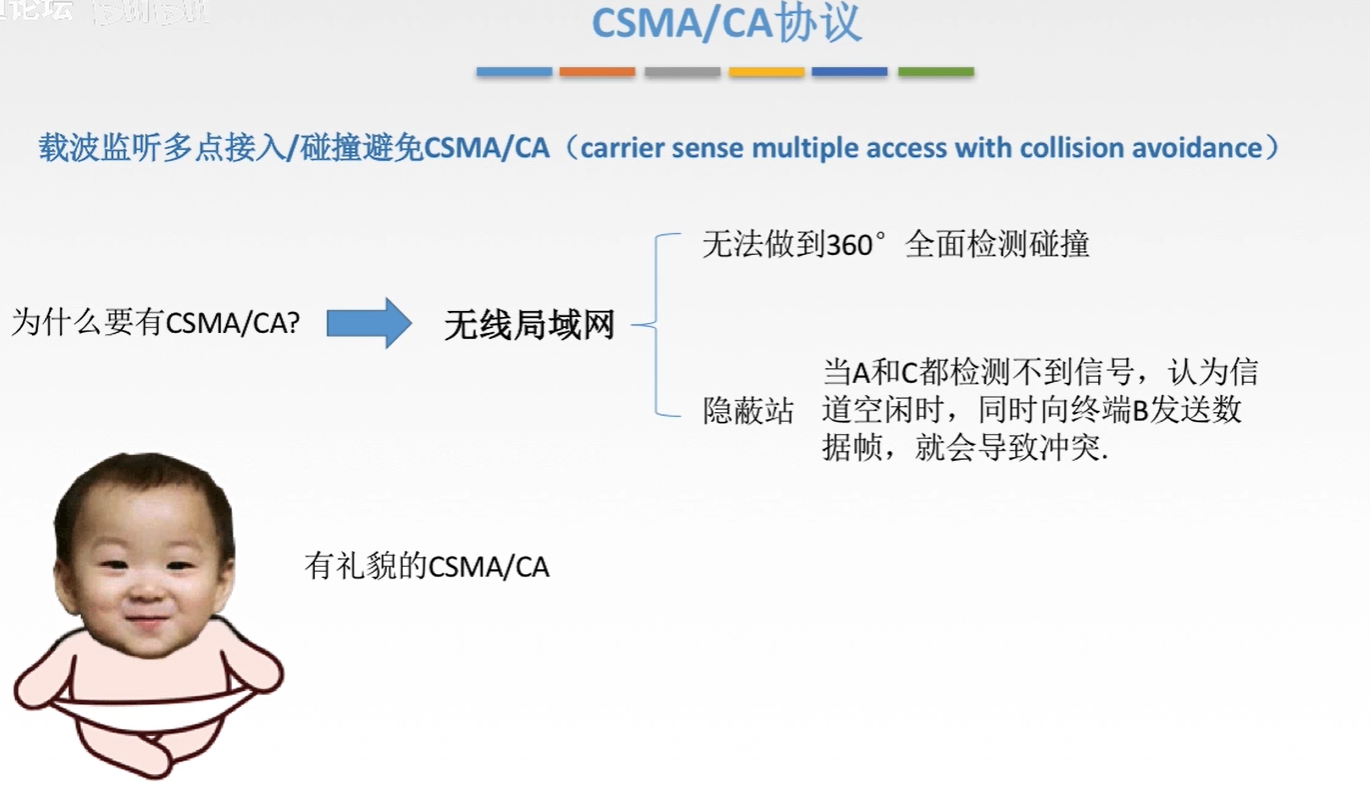 CSMA/CA协议
载波监听多点接入/碰撞避免CSMA/CA（carrier sense multiple access with collision avoidance）
为什么要有CSMA/CA?
无线局域网
无法做到360°全面检测碰撞
隐蔽站
当A和C都检测不到信号，认为信
道空闲时，同时向终端B发送数
据帧，就会导致冲突.
有礼貌的CSMA/CA